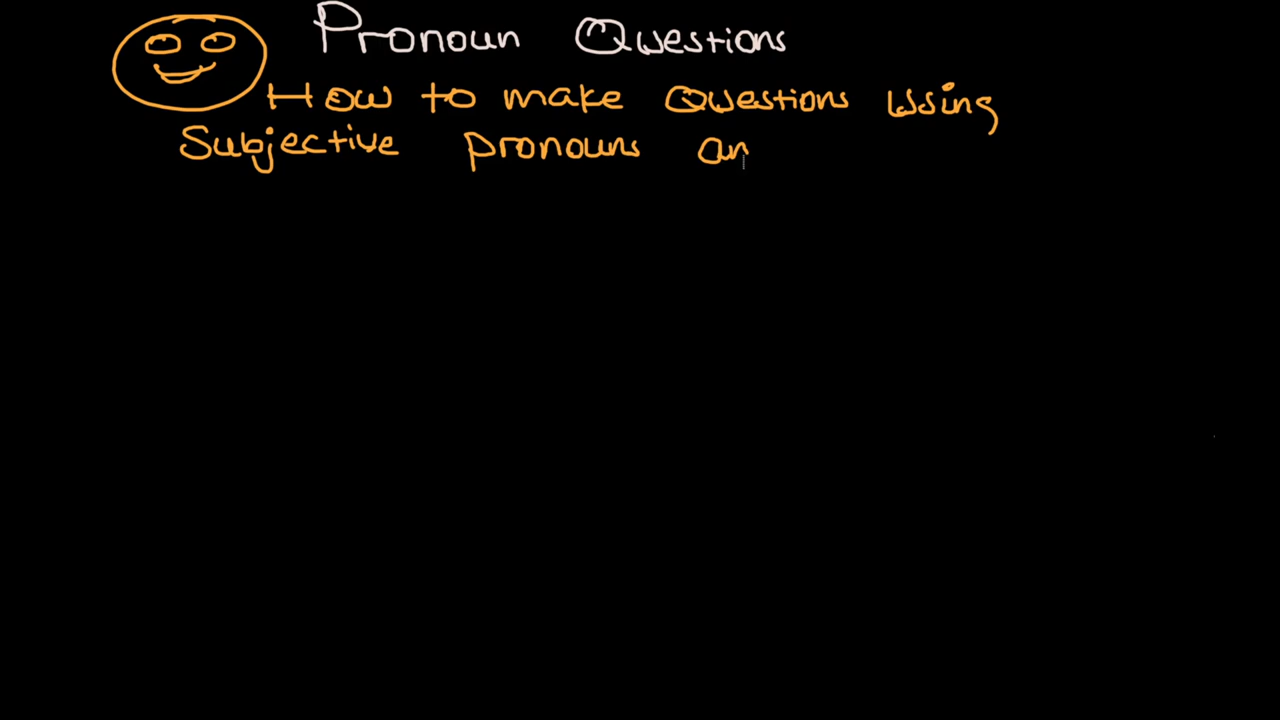 Pronoun Questions
How to make Questions Using
Subjective pronouns an